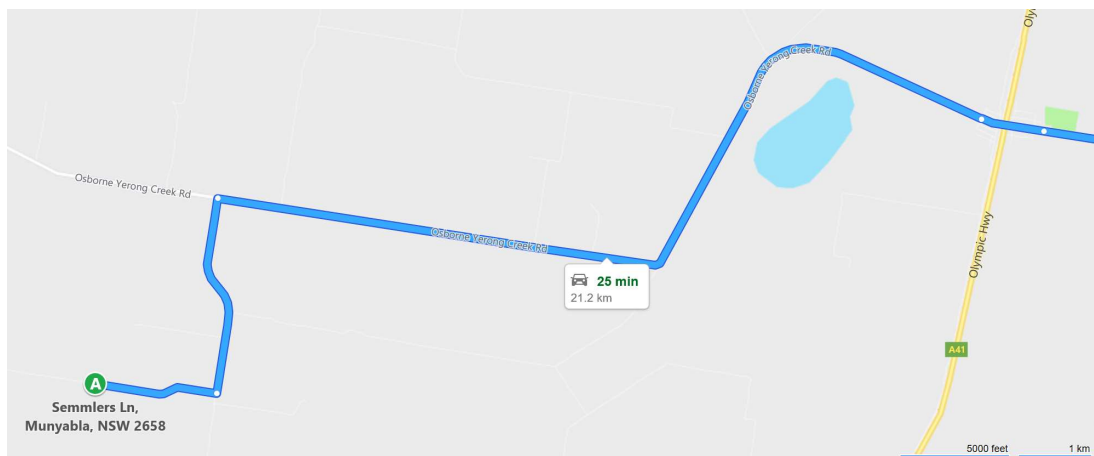 Oly
Osborne Yerong Creek Rd
Osborne Yerong Creek Rd
Osborne Yerong Creek Rd
Olympic Hwy
25 min
21.2 km
A41
A
Semmlers Ln,
Munyabla, NSW 2658
5000 feet
1 km